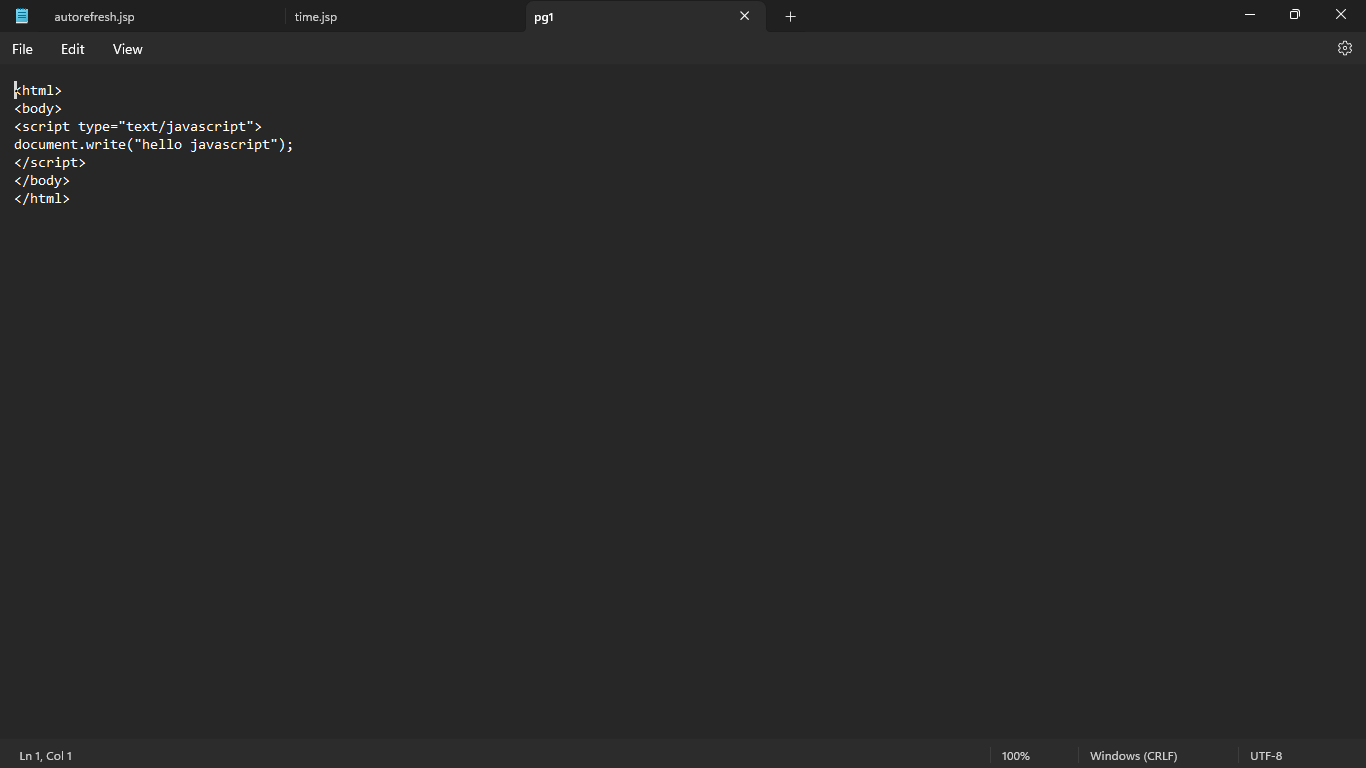 autorefresh.jsp time.jsp pg1
File Edit View
<html>
<body>
<script type="text/javascript">
document.write("hello javascript");
</script>
</body>
</html>
Ln 1, Col 1 100% Windows (CRLF) UTF-8